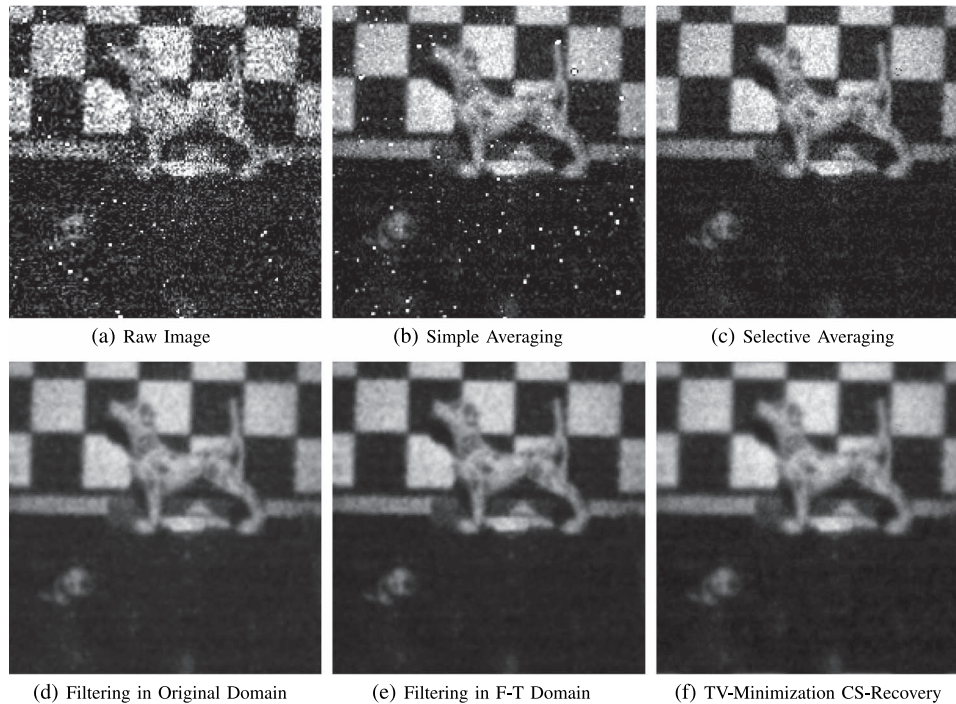 (a) Raw Image
(b) Simple Averaging
(c) Selective Averaging
(d) Filtering in Original Domain
(e) Filtering in F-T Domain
(f) TV-Minimization CS-Recovery